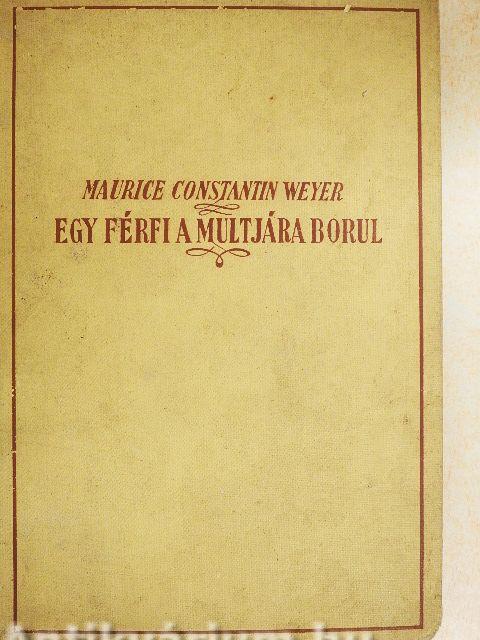 MAURICE CONSTANTIN WEYER
EGY FÉRFI A MULTJÁRA BORUL